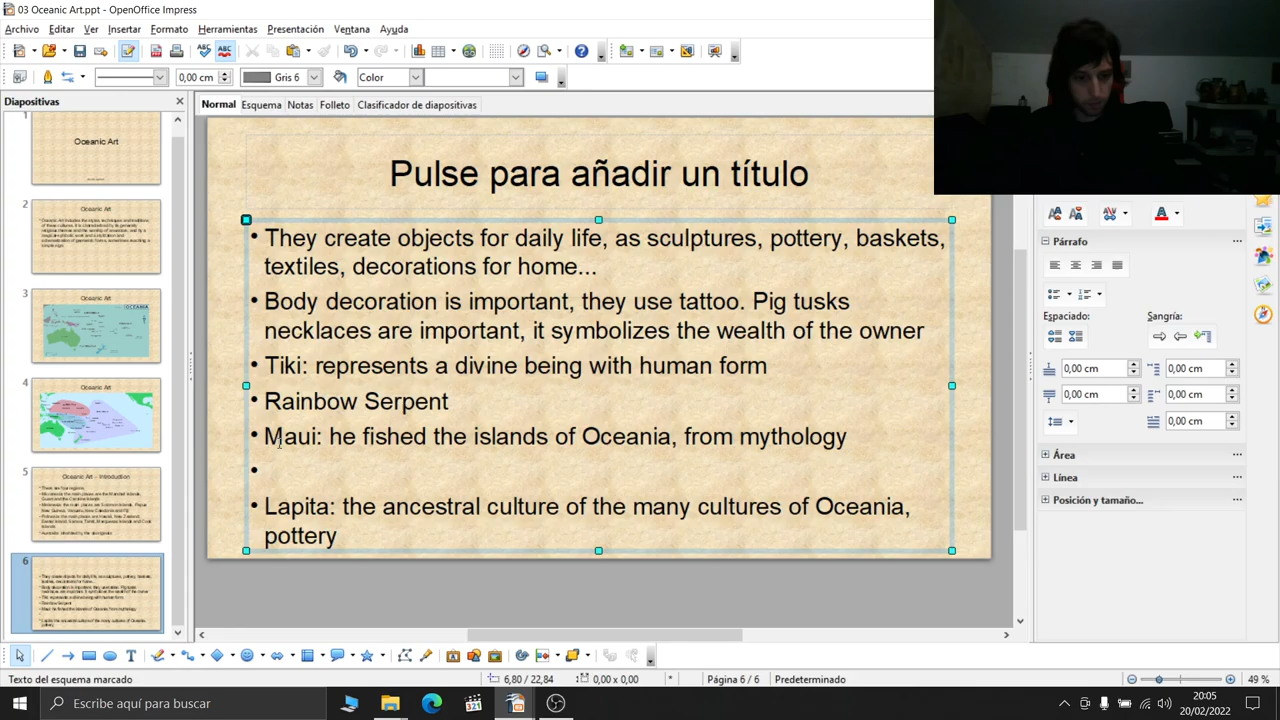 03 Oceanic Art.ppt - OpenOffice Impress
Archivo Editar Ver Insertar Formato Herramientas Presentación Ventana Ayuda
0,00 cm Gris 6 Color
Diapositivas
Normal Esquema Notas Folleto Clasificador de diapositivas
1
Oceanic Art
2
Oceanic Art
3
Oceanic Art
OCEANIA
4
Oceanic Art
5
Oceanic Art - Introduction
6
Pulse para añadir un título
• They create objects for daily life, as sculptures, pottery, baskets,
textiles, decorations for home...
• Body decoration is important, they use tattoo. Pig tusks
necklaces are important, it symbolizes the wealth of the owner
• Tiki: represents a divine being with human form
• Rainbow Serpent
• Maui: he fished the islands of Oceania, from mythology
•
• Lapita: the ancestral culture of the many cultures of Oceania,
pottery
Párrafo
Espaciado: Sangría:
0,00 cm 0,00 cm
0,00 cm 0,00 cm
0,00 cm
Área
Línea
Posición y tamaño...
Texto del esquema marcado 6,80 / 22,84 0,00 x 0,00 * Página 6 / 6 Predeterminado 49 %
Escribe aquí para buscar
321
20:05
20/02/2022